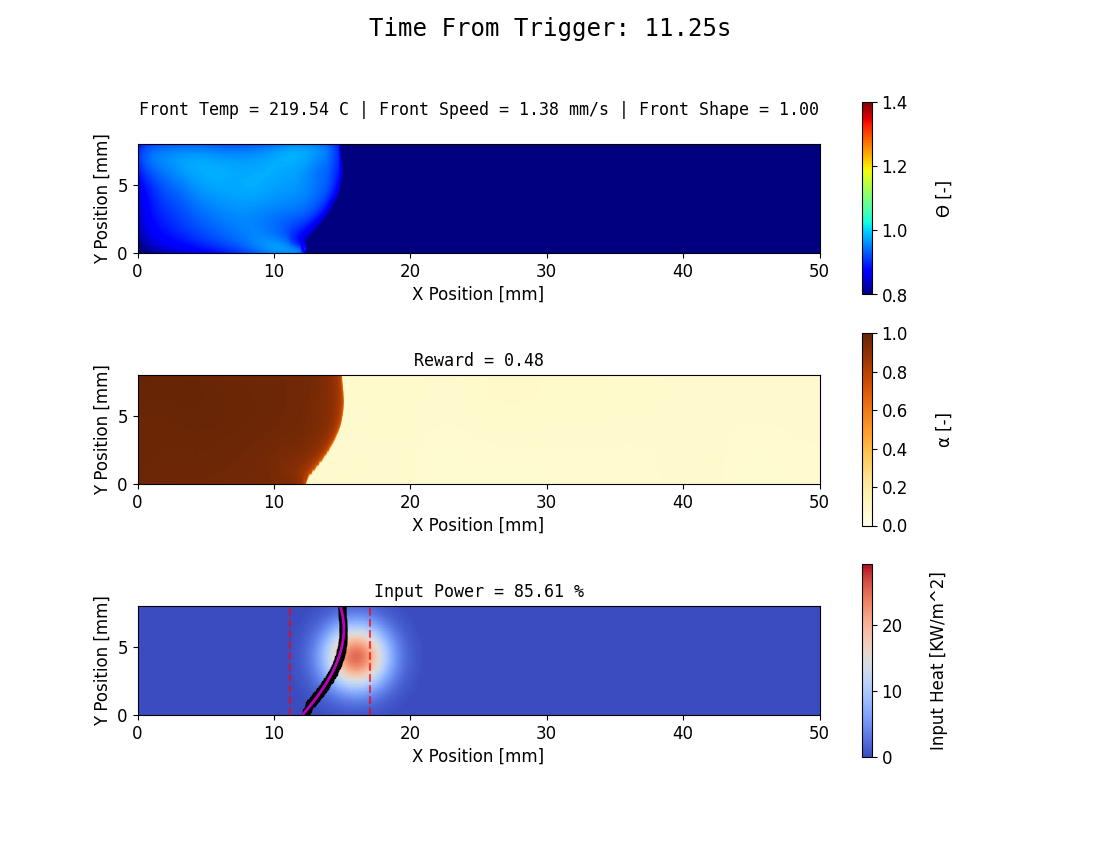 Time From Trigger: 11.25s
Front Temp = 219.54 C | Front Speed = 1.38 mm/s | Front Shape = 1.00
Y Position [mm]
5
0
0 10 20 30 40 50
X Position [mm]
1.4
1.2
1.0
0.8
Θ [-]
Reward = 0.48
Y Position [mm]
5
0
0 10 20 30 40 50
X Position [mm]
1.0
0.8
0.6
0.4
0.2
0.0
α [-]
Input Power = 85.61 %
Y Position [mm]
5
0
0 10 20 30 40 50
X Position [mm]
20
10
0
Input Heat [KW/m^2]